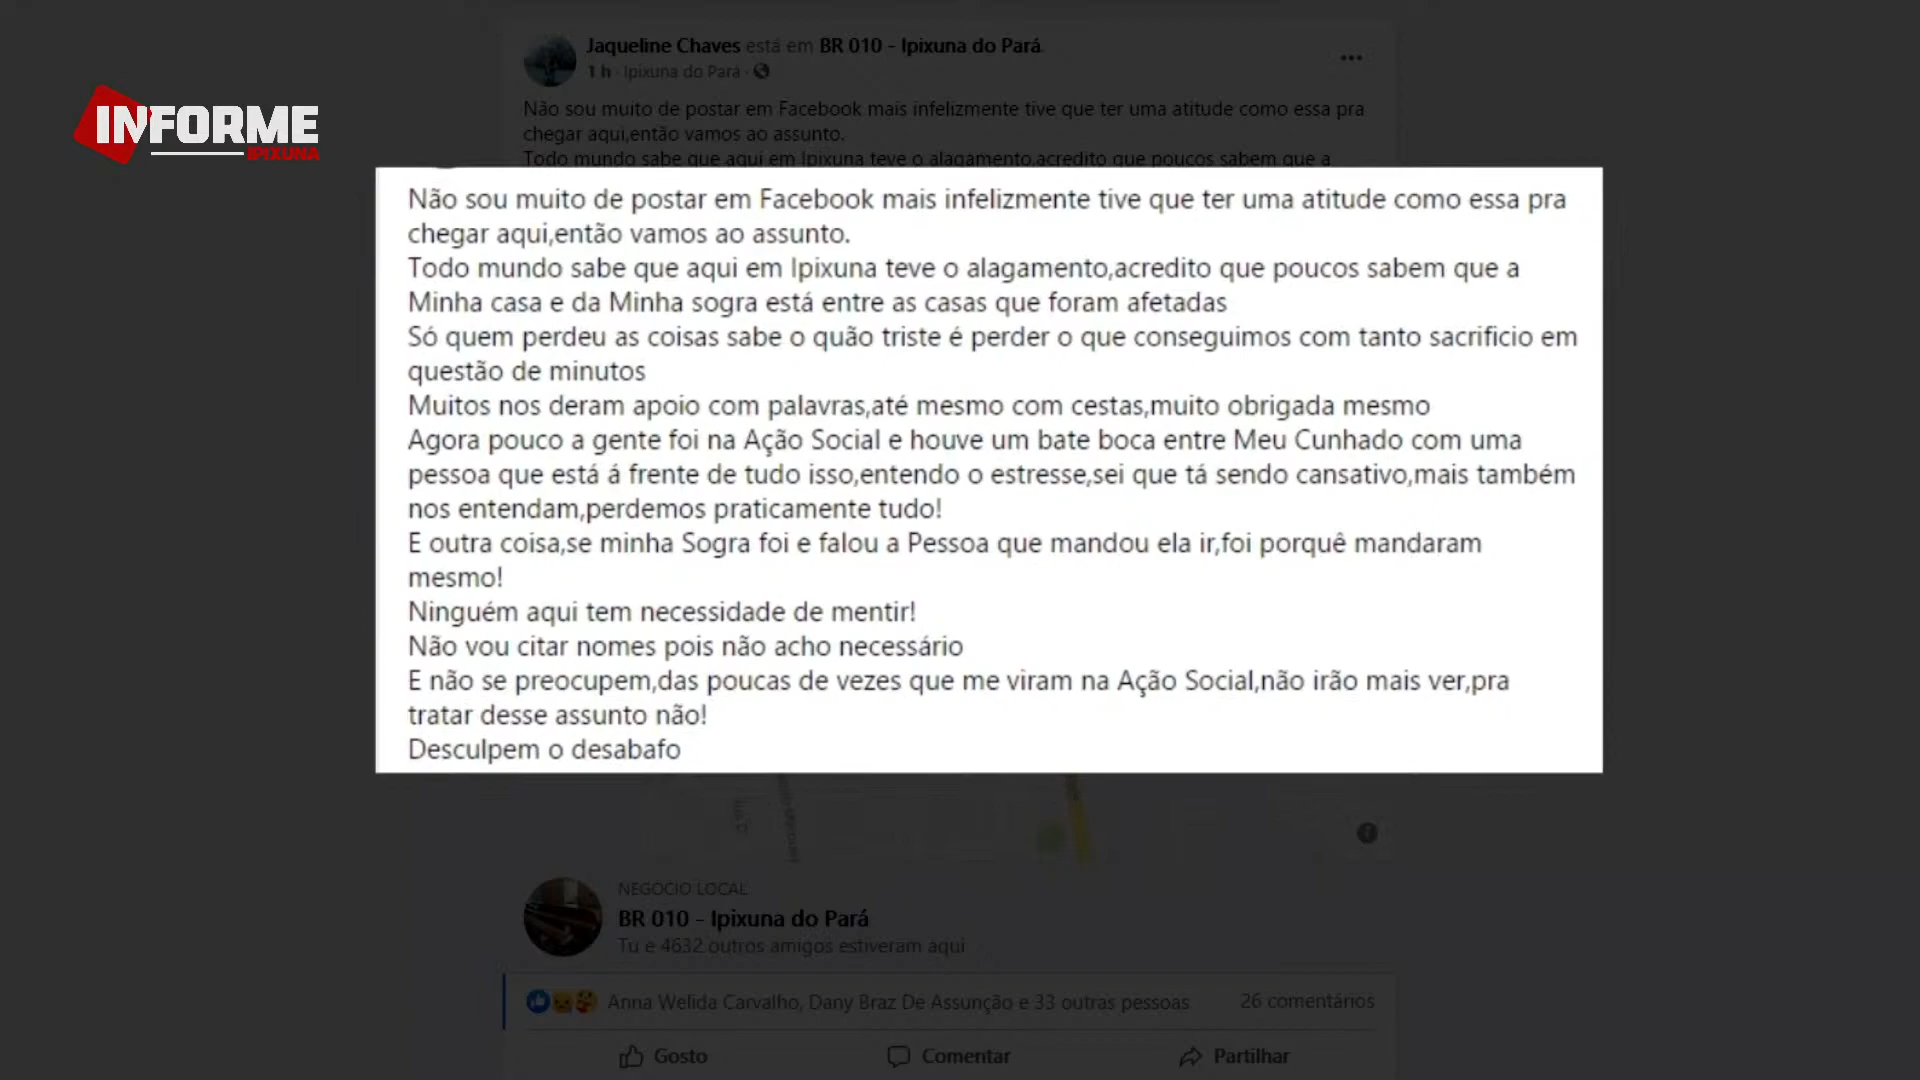 Jaqueline Chaves está em BR 010 - Ipixuna do Pará.
1 h · Ipixuna do Pará ·
INFORME
IPIXUNA
Não sou muito de postar em Facebook mais infelizmente tive que ter uma atitude como essa pra
chegar aqui,então vamos ao assunto.
Todo mundo sabe que aqui em Ipixuna teve o alagamento,acredito que poucos sabem que a
Não sou muito de postar em Facebook mais infelizmente tive que ter uma atitude como essa pra
chegar aqui,então vamos ao assunto.
Todo mundo sabe que aqui em Ipixuna teve o alagamento,acredito que poucos sabem que a
Minha casa e da Minha sogra está entre as casas que foram afetadas
Só quem perdeu as coisas sabe o quão triste é perder o que conseguimos com tanto sacrificio em
questão de minutos
Muitos nos deram apoio com palavras,até mesmo com cestas,muito obrigada mesmo
Agora pouco a gente foi na Ação Social e houve um bate boca entre Meu Cunhado com uma
pessoa que está á frente de tudo isso,entendo o estresse,sei que tá sendo cansativo,mais também
nos entendam,perdemos praticamente tudo!
E outra coisa,se minha Sogra foi e falou a Pessoa que mandou ela ir,foi porquê mandaram
mesmo!
Ninguém aqui tem necessidade de mentir!
Não vou citar nomes pois não acho necessário
E não se preocupem,das poucas de vezes que me viram na Ação Social,não irão mais ver,pra
tratar desse assunto não!
Desculpem o desabafo
NEGÓCIO LOCAL
BR 010 - Ipixuna do Pará
Tu e 4632 outros amigos estiveram aqui
Anna Welida Carvalho, Dany Braz De Assunção e 33 outras pessoas
26 comentários
Gosto
Comentar
Partilhar